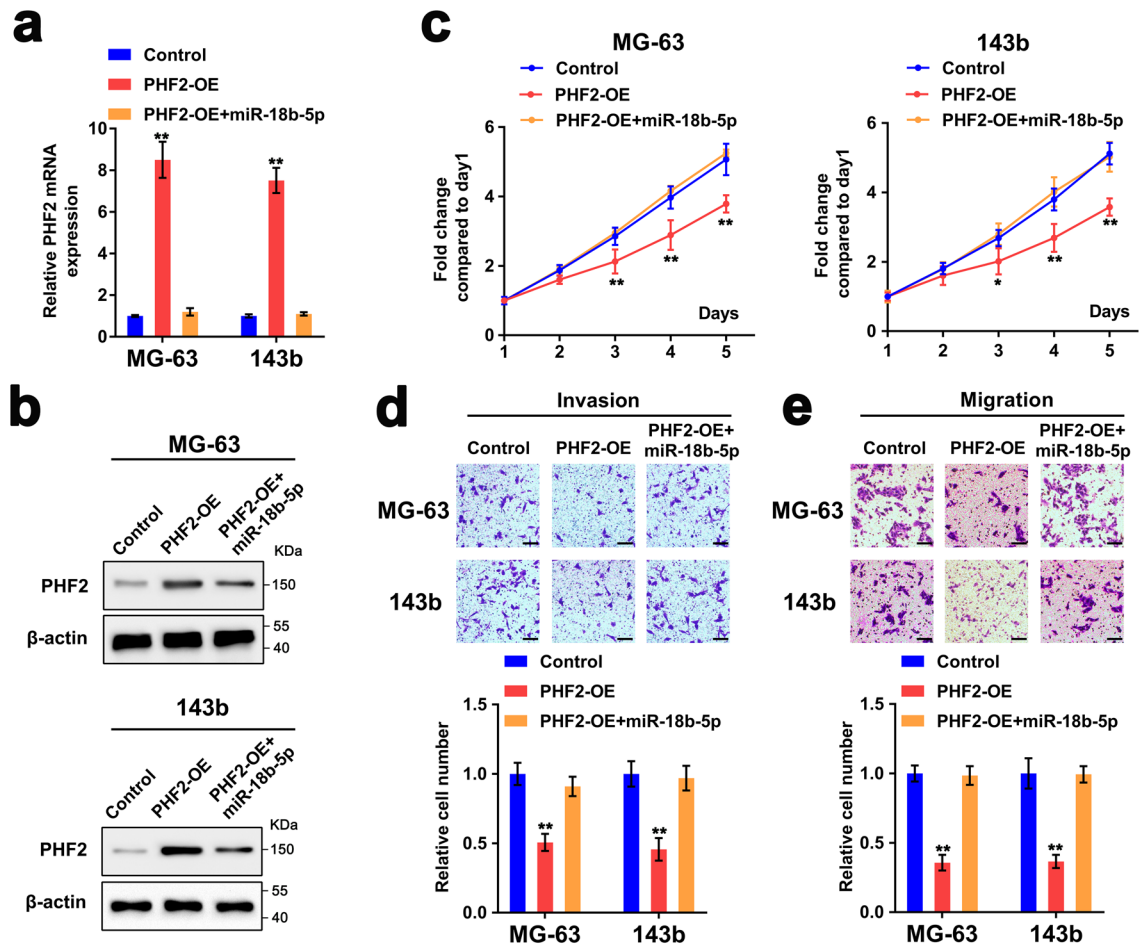 a
Control
PHF2-OE
PHF2-OE+miR-18b-5p
Relative PHF2 mRNA
expression
10
8
6
4
2
0
**
**
MG-63
143b
b
MG-63
Control
PHF2-OE
PHF2-OE+
miR-18b-5p
KDa
PHF2
150
β-actin
55
40
143b
Control
PHF2-OE
PHF2-OE+
miR-18b-5p
KDa
PHF2
150
β-actin
55
40
c
MG-63
Control
PHF2-OE
PHF2-OE+miR-18b-5p
Fold change
compared to day1
6
4
2
0
**
**
**
Days
1 2 3 4 5
143b
Control
PHF2-OE
PHF2-OE+miR-18b-5p
Fold change
compared to day1
6
4
2
0
*
**
**
Days
1 2 3 4 5
d
Invasion
Control
PHF2-OE
PHF2-OE+
miR-18b-5p
MG-63
143b
Control
PHF2-OE
PHF2-OE+miR-18b-5p
Relative cell number
1.5
1.0
0.5
0.0
**
**
MG-63
143b
e
Migration
Control
PHF2-OE
PHF2-OE+
miR-18b-5p
MG-63
143b
Control
PHF2-OE
PHF2-OE+miR-18b-5p
Relative cell number
1.5
1.0
0.5
0.0
**
**
MG-63
143b